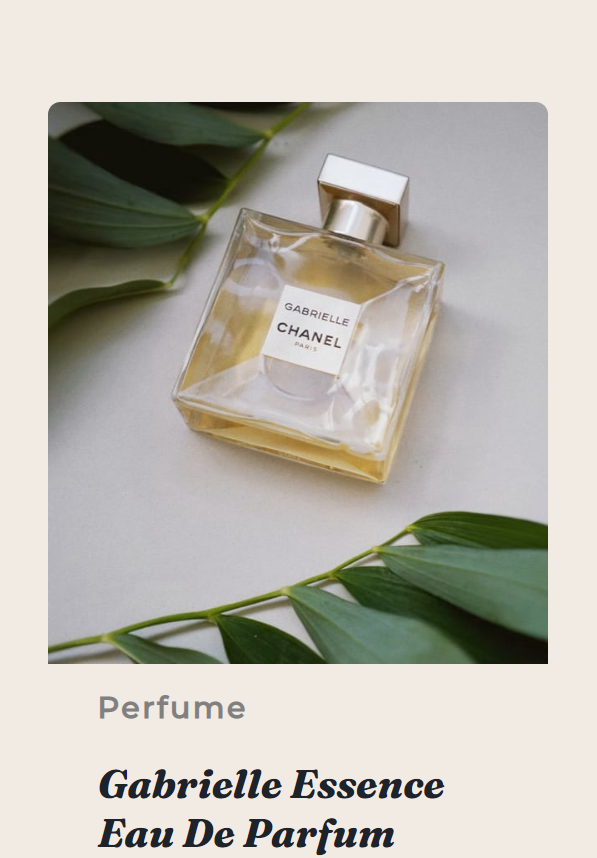 GABRIELLE
CHANEL
PARIS
Perfume
Gabrielle Essence
Eau De Parfum